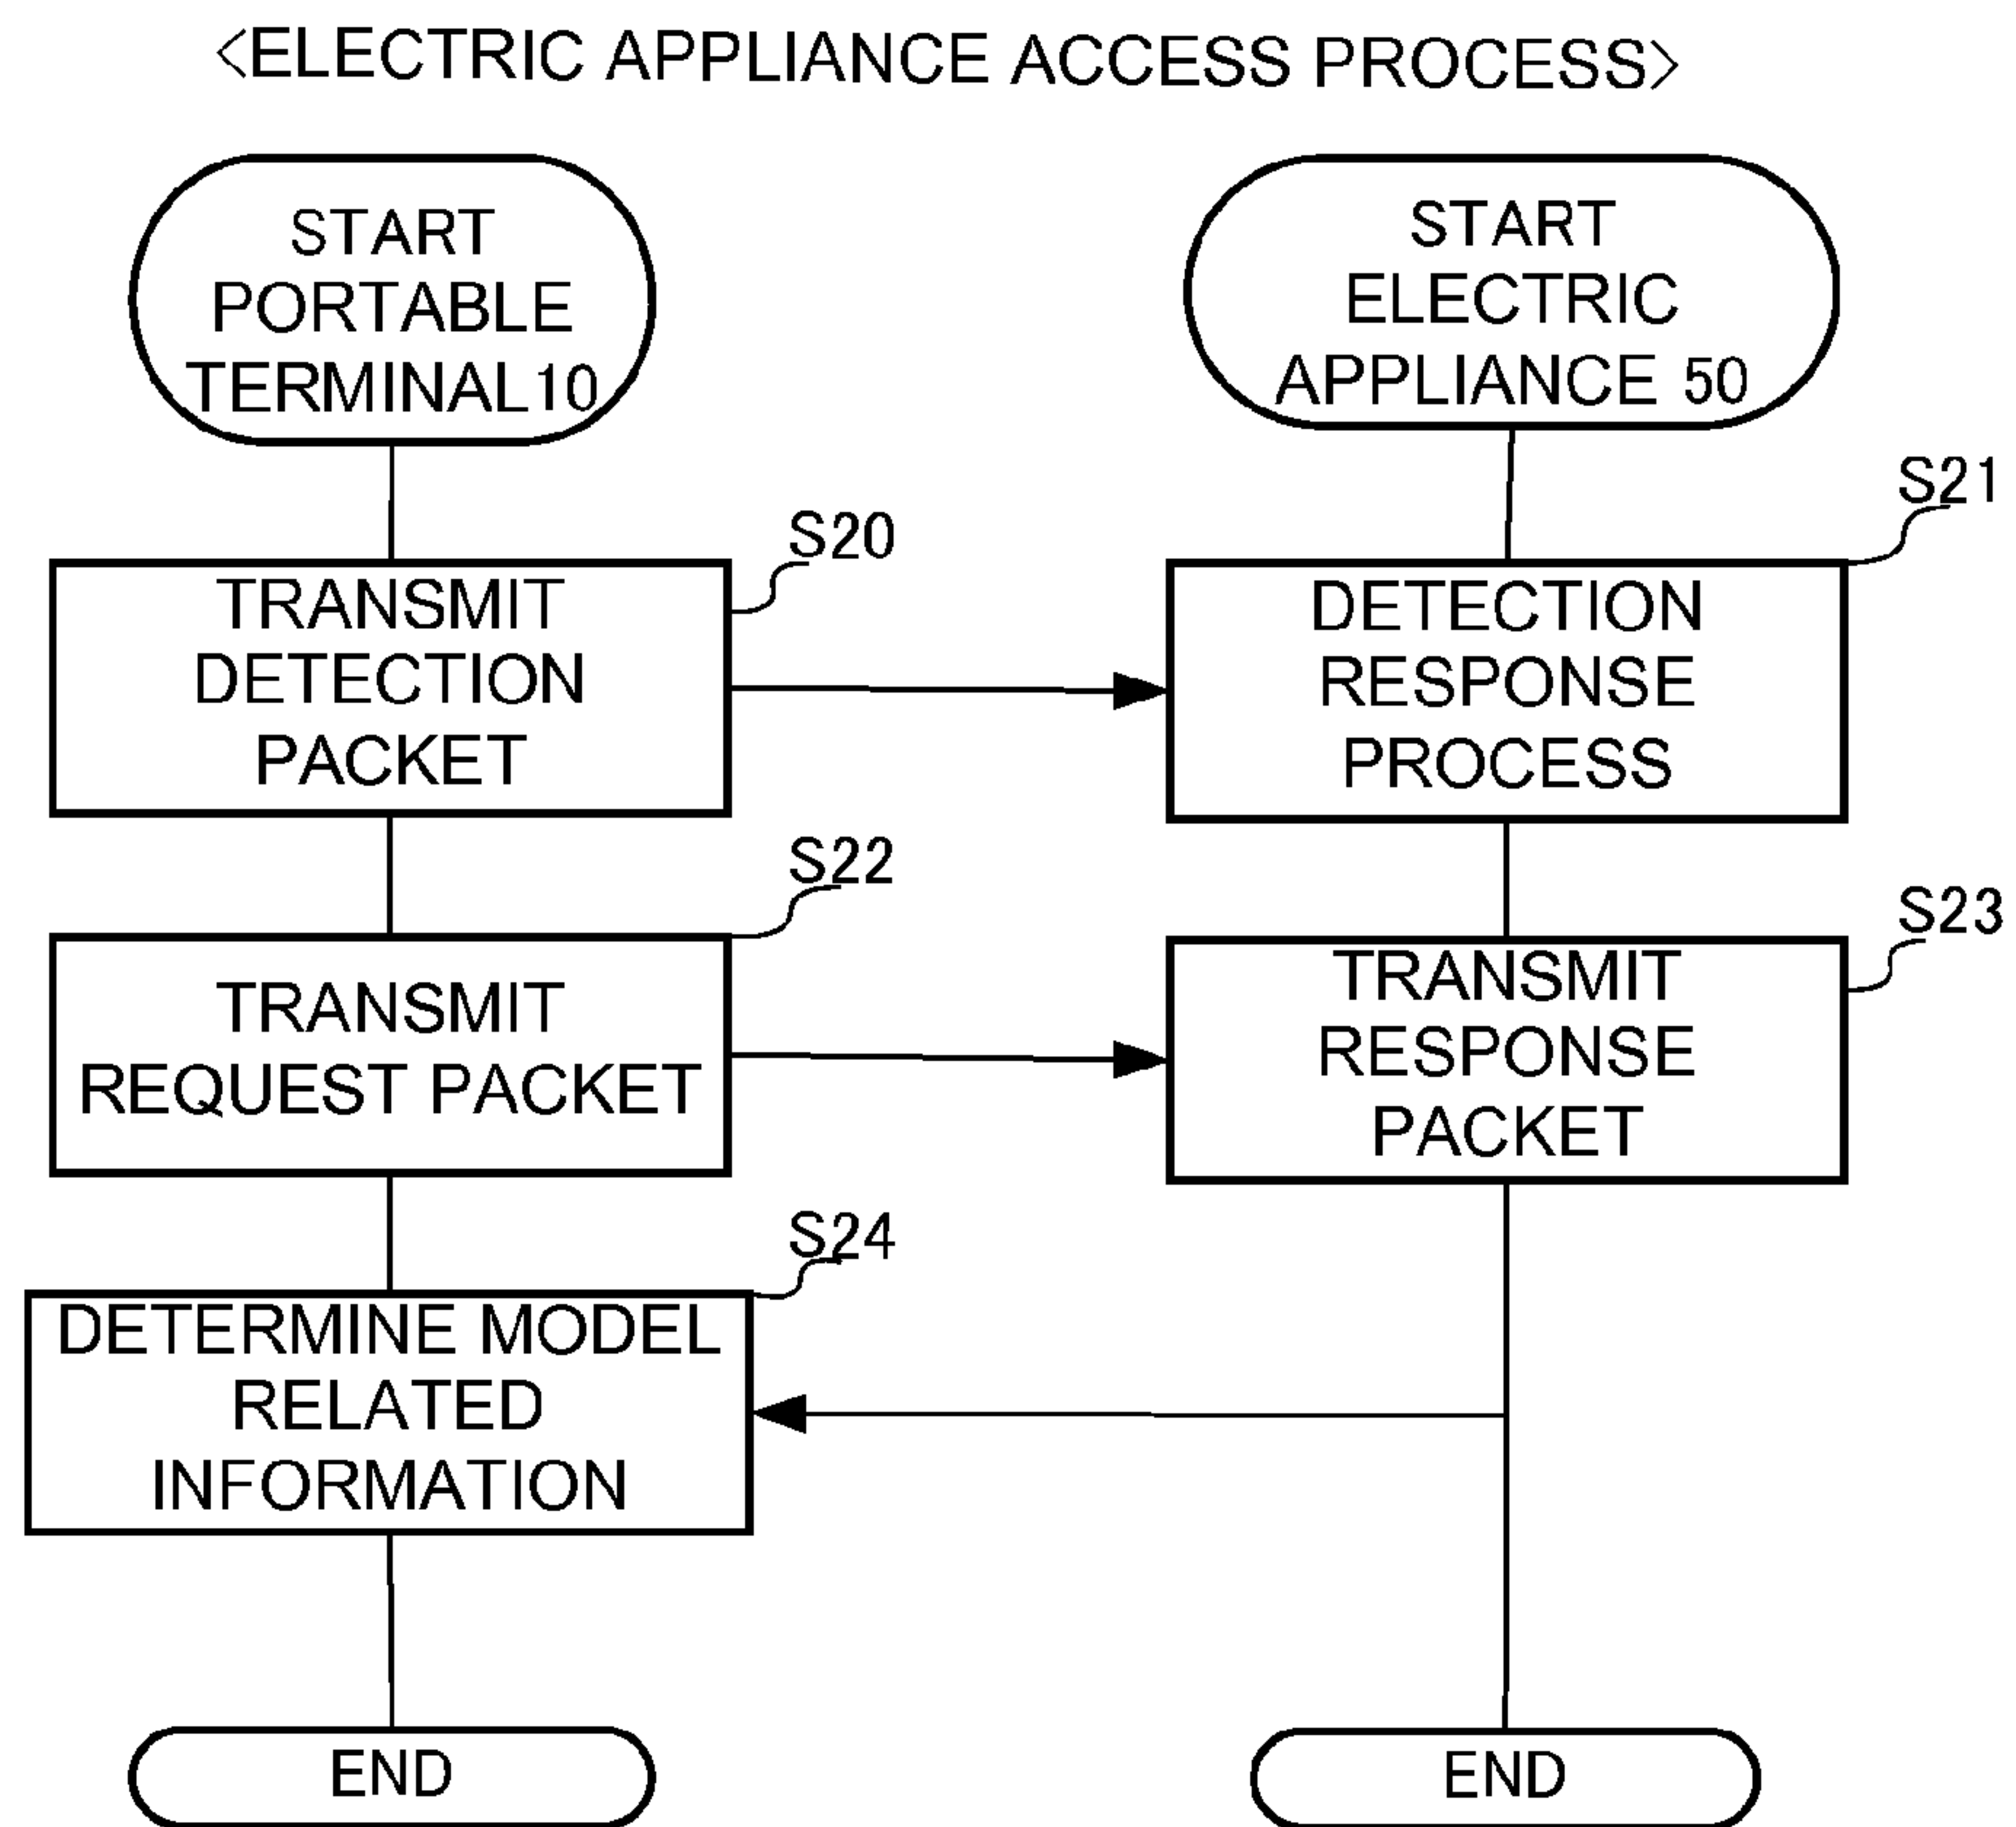 <ELECTRIC APPLIANCE ACCESS PROCESS>
START
PORTABLE
TERMINAL10
START
ELECTRIC
APPLIANCE 50
S20
TRANSMIT
DETECTION
PACKET
S21
DETECTION
RESPONSE
PROCESS
S22
TRANSMIT
REQUEST PACKET
S23
TRANSMIT
RESPONSE
PACKET
S24
DETERMINE MODEL
RELATED
INFORMATION
END
END